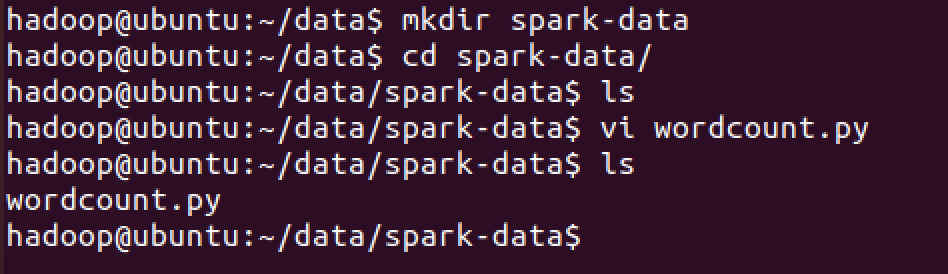 hadoop@ubuntu:~/data$ mkdir spark-data
hadoop@ubuntu:~/data$ cd spark-data/
hadoop@ubuntu:~/data/spark-data$ ls
hadoop@ubuntu:~/data/spark-data$ vi wordcount.py
hadoop@ubuntu:~/data/spark-data$ ls
wordcount.py
hadoop@ubuntu:~/data/spark-data$